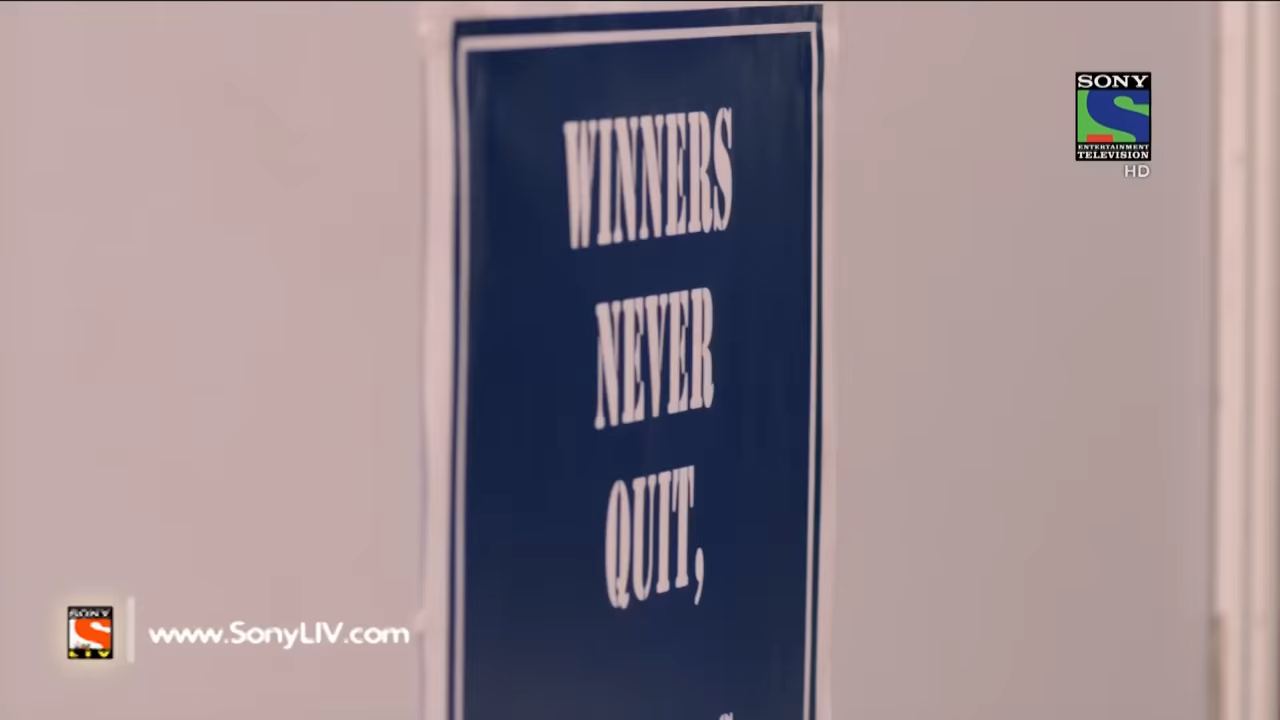 SONY
ENTERTAINMENT
TELEVISION
HD
WINNERS
NEVER
QUIT,
SONY
LIV
www.SonyLIV.com